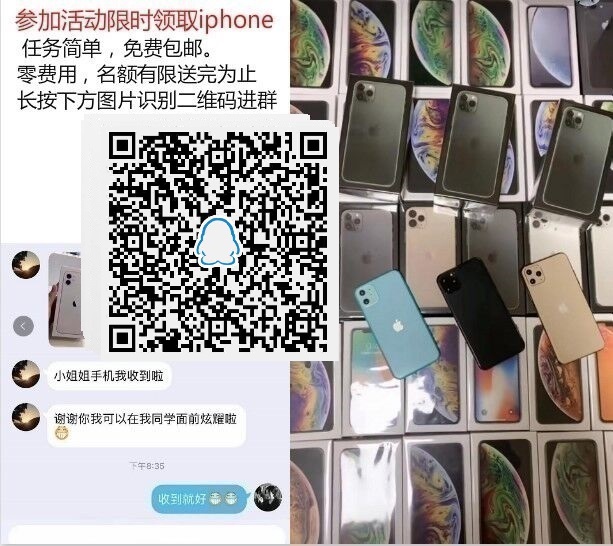 参加活动限时领取iphone
任务简单，免费包邮。
零费用，名额有限送完为止
长按下方图片识别二维码进群
小姐姐手机我收到啦
谢谢你我可以在我同学面前炫耀啦
下午8:35
收到就好